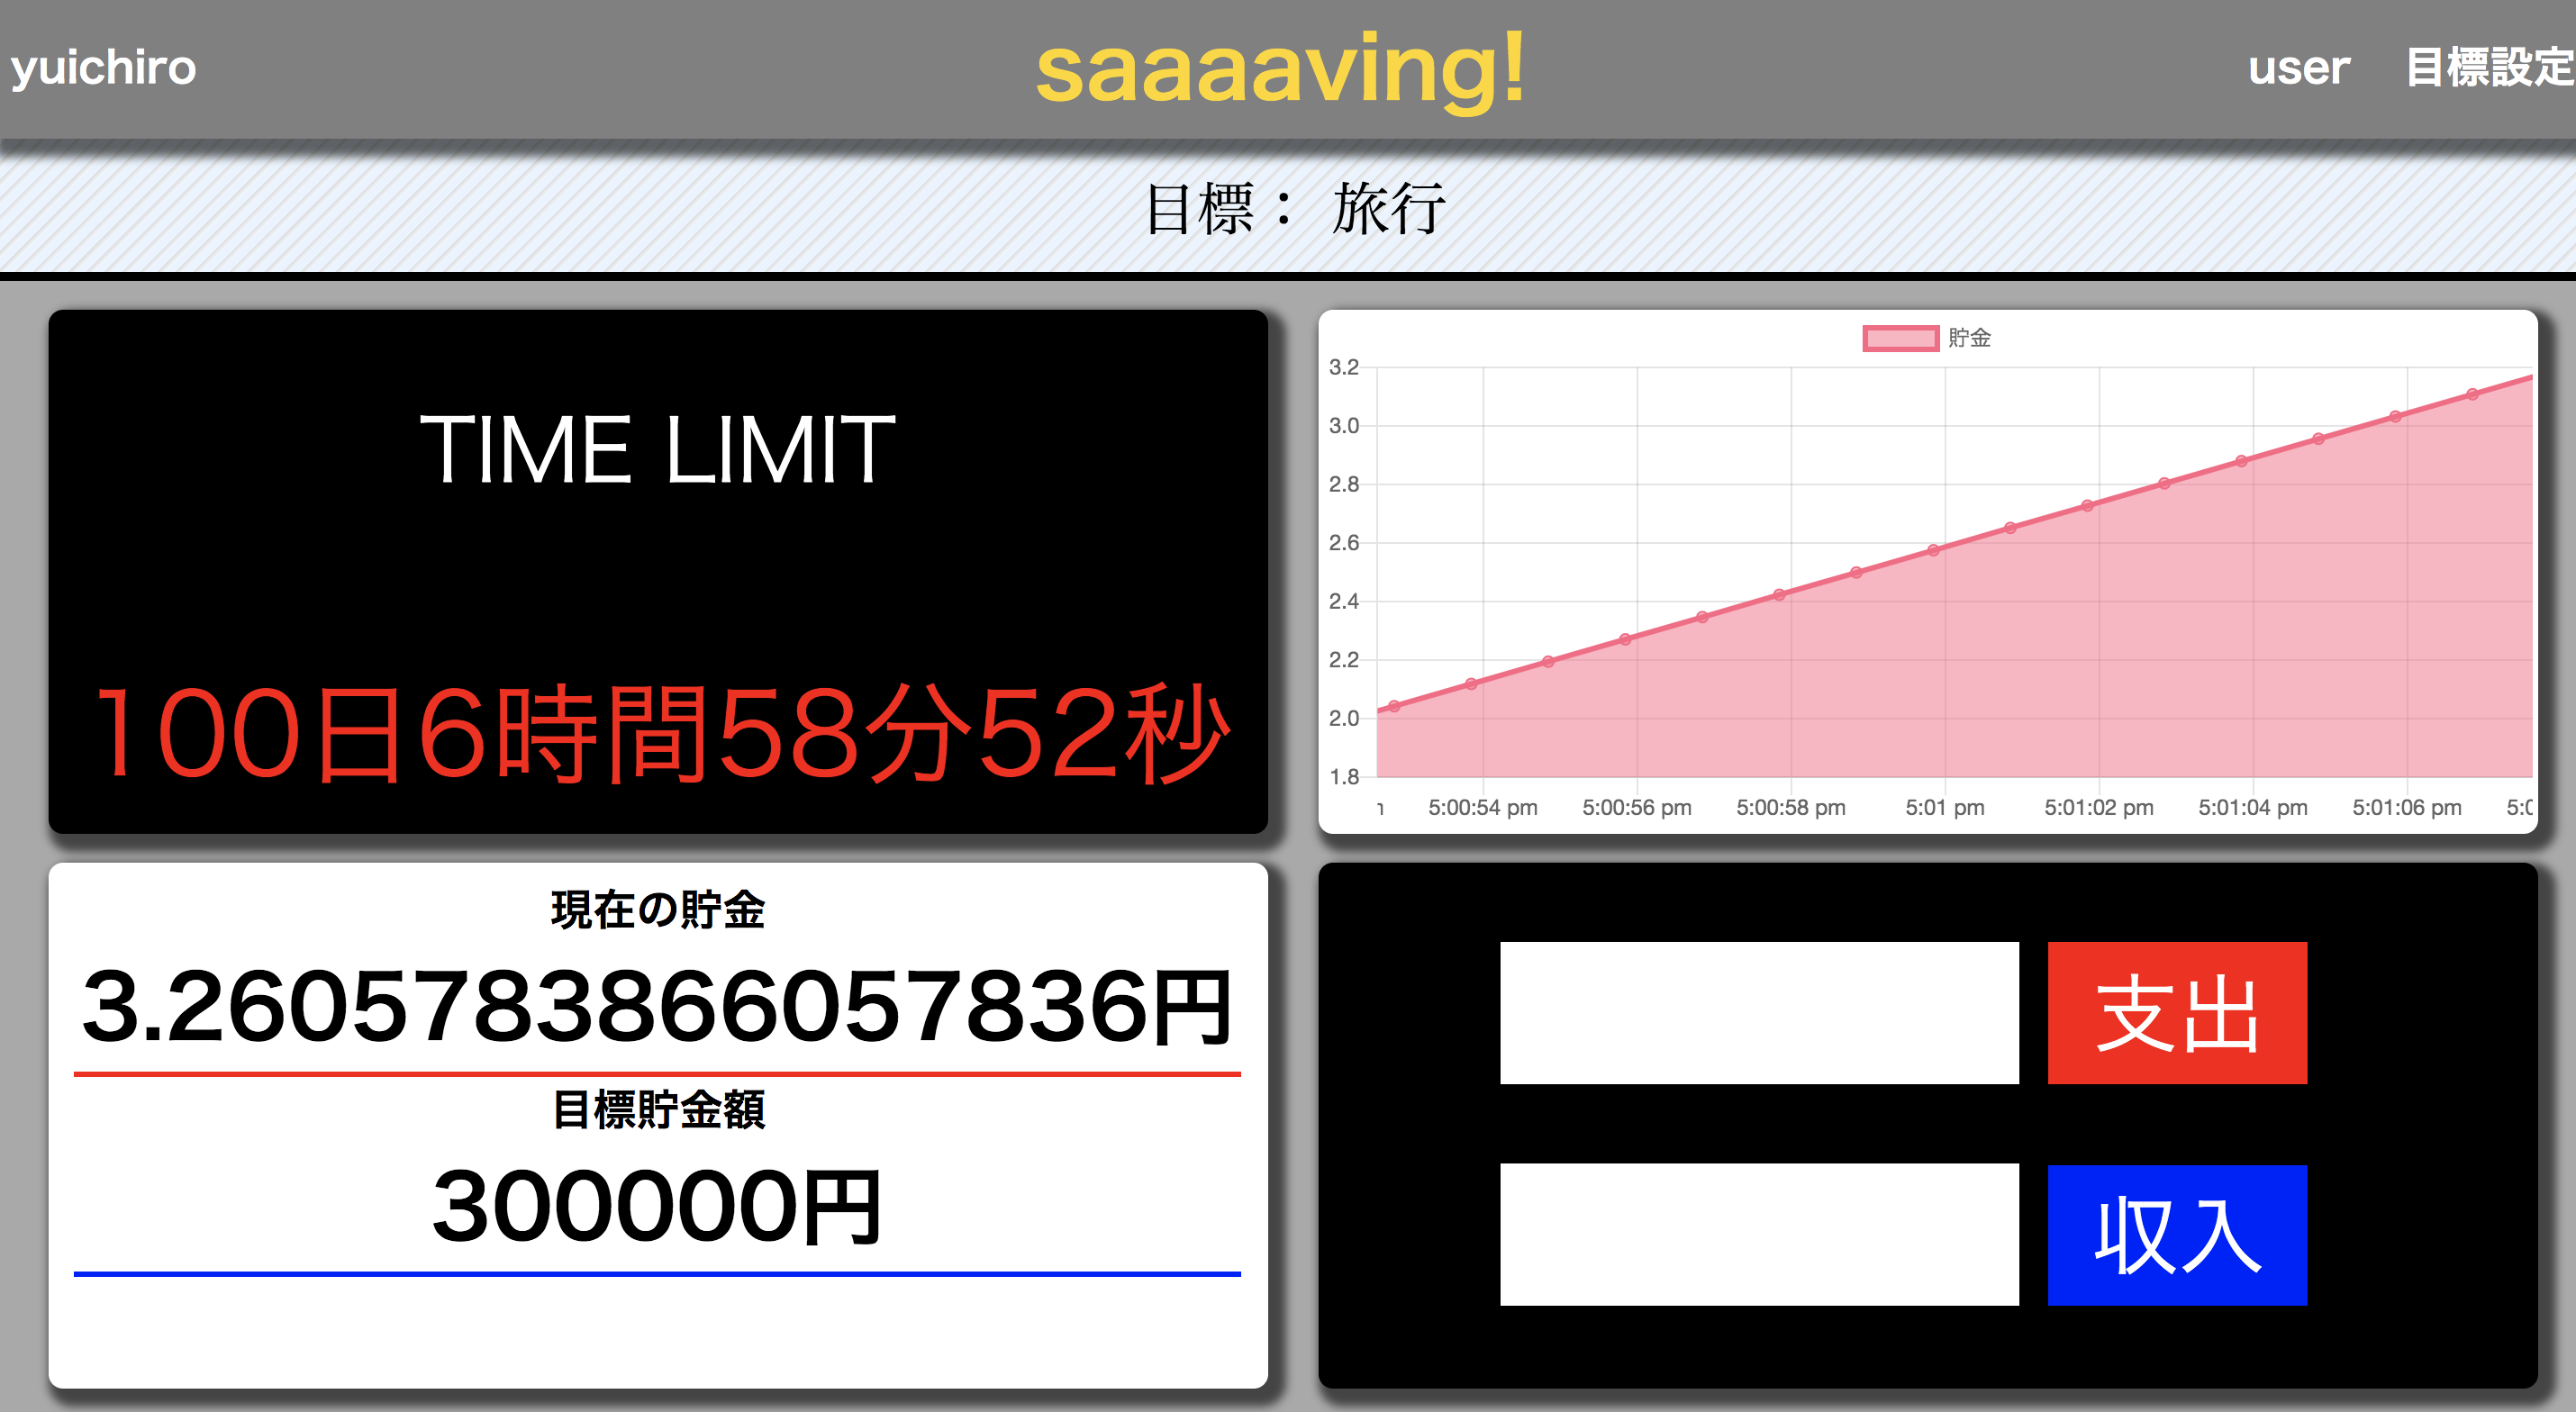 yuichiro
saaaaving!
user
目標設定
目標： 旅行
TIME LIMIT
100日6時間58分52秒
貯金
3.2
3.0
2.8
2.6
2.4
2.2
2.0
1.8
5:00:54 pm
5:00:56 pm
5:00:58 pm
5:01 pm
5:01:02 pm
5:01:04 pm
5:01:06 pm
現在の貯金
3.2605783866057836円
目標貯金額
300000円
支出
収入